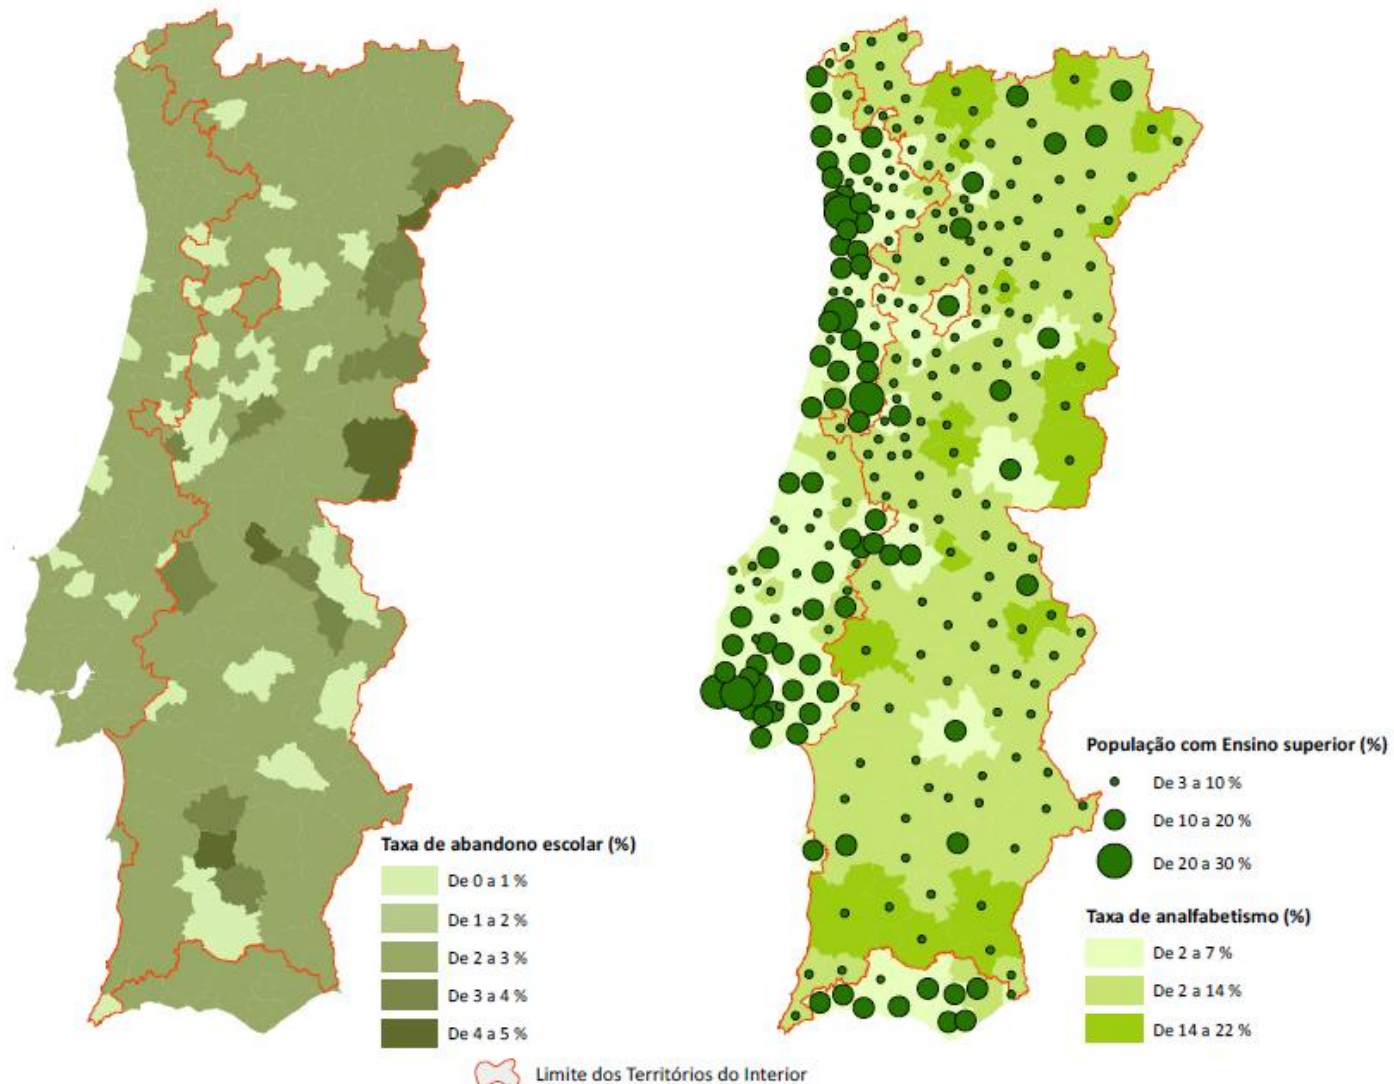 Taxa de abandono escolar (%)
De 0 a 1 %
De 1 a 2 %
De 2 a 3 %
De 3 a 4 %
De 4 a 5 %
População com Ensino superior (%)
De 3 a 10 %
De 10 a 20 %
De 20 a 30 %
Taxa de analfabetismo (%)
De 2 a 7 %
De 2 a 14 %
De 14 a 22 %
Limite dos Territórios do Interior